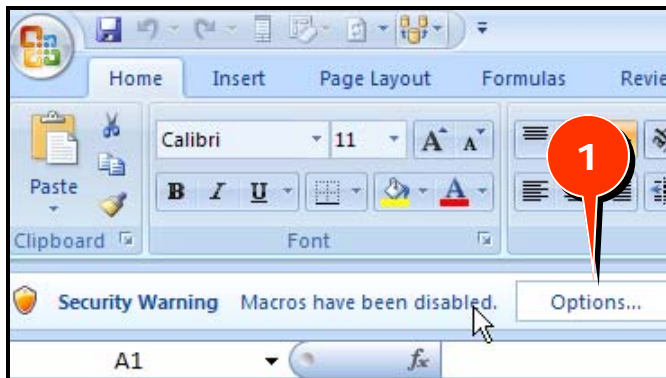 Home Insert Page Layout Formulas Revie
Calibri 11 A A
1
Paste B I U A
Clipboard Font
Security Warning Macros have been disabled. Options...
A1 fx